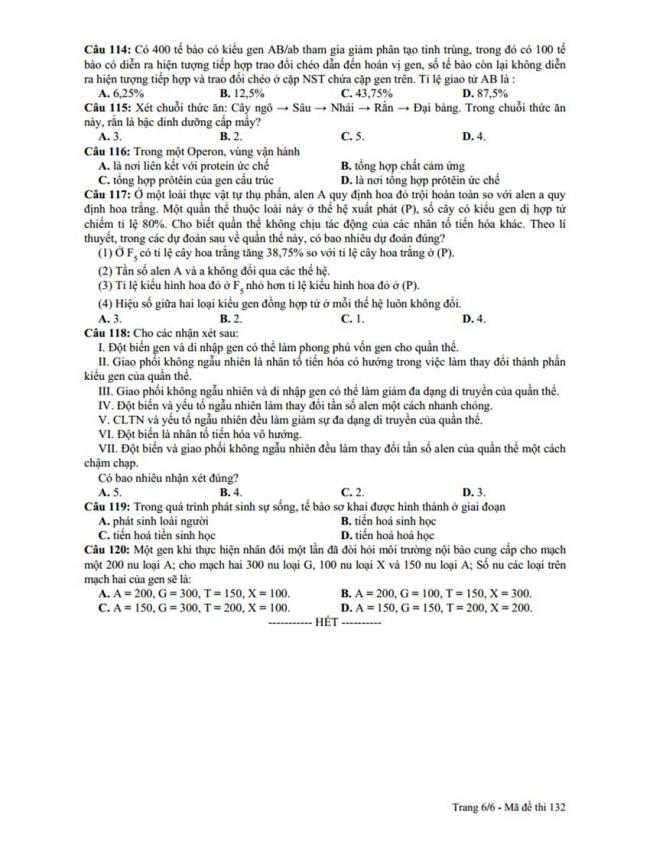 Câu 114: Có 400 tế bào có kiểu gen AB/ab tham gia giảm phân tạo tinh trùng, trong đó có 100 tế
bào có diễn ra hiện tượng tiếp hợp trao đổi chéo dẫn đến hoán vị gen, số tế bào còn lại không diễn
ra hiện tượng tiếp hợp và trao đổi chéo ở cặp NST chứa cặp gen trên. Tỉ lệ giao tử AB là :
A. 6,25% B. 12,5% C. 43,75% D. 87,5%
Câu 115: Xét chuỗi thức ăn: Cây ngô → Sâu → Nhái → Rắn → Đại bàng. Trong chuỗi thức ăn
này, rắn là bậc dinh dưỡng cấp mấy?
A. 3. B. 2. C. 5. D. 4.
Câu 116: Trong một Operon, vùng vận hành
A. là nơi liên kết với protein ức chế B. tổng hợp chất cảm ứng
C. tổng hợp prôtêin của gen cấu trúc D. là nơi tổng hợp prôtêin ức chế
Câu 117: Ở một loài thực vật tự thụ phấn, alen A quy định hoa đỏ trội hoàn toàn so với alen a quy
định hoa trắng. Một quần thể thuộc loài này ở thế hệ xuất phát (P), số cây có kiểu gen dị hợp tử
chiếm tỉ lệ 80%. Cho biết quần thể không chịu tác động của các nhân tố tiến hóa khác. Theo lí
thuyết, trong các dự đoán sau về quần thể này, có bao nhiêu dự đoán đúng?
(1) Ở F5 có tỉ lệ cây hoa trắng tăng 38,75% so với tỉ lệ cây hoa trắng ở (P).
(2) Tần số alen A và a không đổi qua các thế hệ.
(3) Tỉ lệ kiểu hình hoa đỏ ở F5 nhỏ hơn tỉ lệ kiểu hình hoa đỏ ở (P).
(4) Hiệu số giữa hai loại kiểu gen đồng hợp tử ở mỗi thế hệ luôn không đổi.
A. 3. B. 2. C. 1. D. 4.
Câu 118: Cho các nhận xét sau:
I. Đột biến gen và di nhập gen có thể làm phong phú vốn gen cho quần thể.
II. Giao phối không ngẫu nhiên là nhân tố tiến hóa có hướng trong việc làm thay đổi thành phần
kiểu gen của quần thể.
III. Giao phối không ngẫu nhiên và di nhập gen có thể làm giảm đa dạng di truyền của quần thể.
IV. Đột biến và yếu tố ngẫu nhiên làm thay đổi tần số alen một cách nhanh chóng.
V. CLTN và yếu tố ngẫu nhiên đều làm giảm sự đa dạng di truyền của quần thể.
VI. Đột biến là nhân tố tiến hóa vô hướng.
VII. Đột biến và giao phối không ngẫu nhiên đều làm thay đổi tần số alen của quần thể một cách
chậm chạp.
Có bao nhiêu nhận xét đúng?
A. 5. B. 4. C. 2. D. 3.
Câu 119: Trong quá trình phát sinh sự sống, tế bào sơ khai được hình thành ở giai đoạn
A. phát sinh loài người B. tiến hoá sinh học
C. tiến hoá tiền sinh học D. tiến hoá hoá học
Câu 120: Một gen khi thực hiện nhân đôi một lần đã đòi hỏi môi trường nội bào cung cấp cho mạch
một 200 nu loại A; cho mạch hai 300 nu loại G, 100 nu loại X và 150 nu loại A; Số nu các loại trên
mạch hai của gen sẽ là:
A. A = 200, G = 300, T = 150, X = 100. B. A = 200, G = 100, T = 150, X = 300.
C. A = 150, G = 300, T = 200, X = 100. D. A = 150, G = 150, T = 200, X = 200.
----------- HẾT ----------
Trang 6/6 - Mã đề thi 132